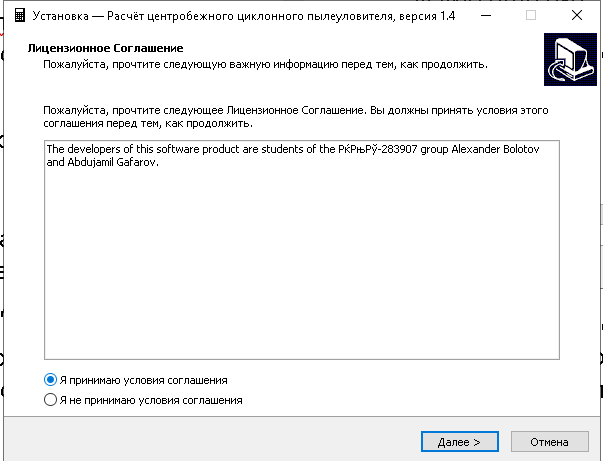 Установка — Расчёт центробежного циклонного пылеуловителя, версия 1.4
Лицензионное Соглашение
Пожалуйста, прочтите следующую важную информацию перед тем, как продолжить.
Пожалуйста, прочтите следующее Лицензионное Соглашение. Вы должны принять условия этого
соглашения перед тем, как продолжить.
The developers of this software product are students of the РќРњРў-283907 group Alexander Bolotov
and Abdujamil Gafarov.
Я принимаю условия соглашения
Я не принимаю условия соглашения
Далее >
Отмена